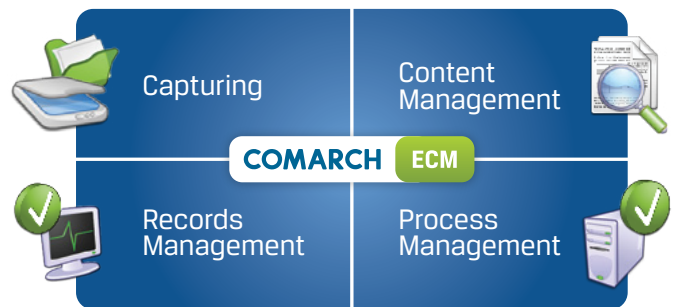 Capturing
Content
Management
COMARCH ECM
Records
Management
Process
Management